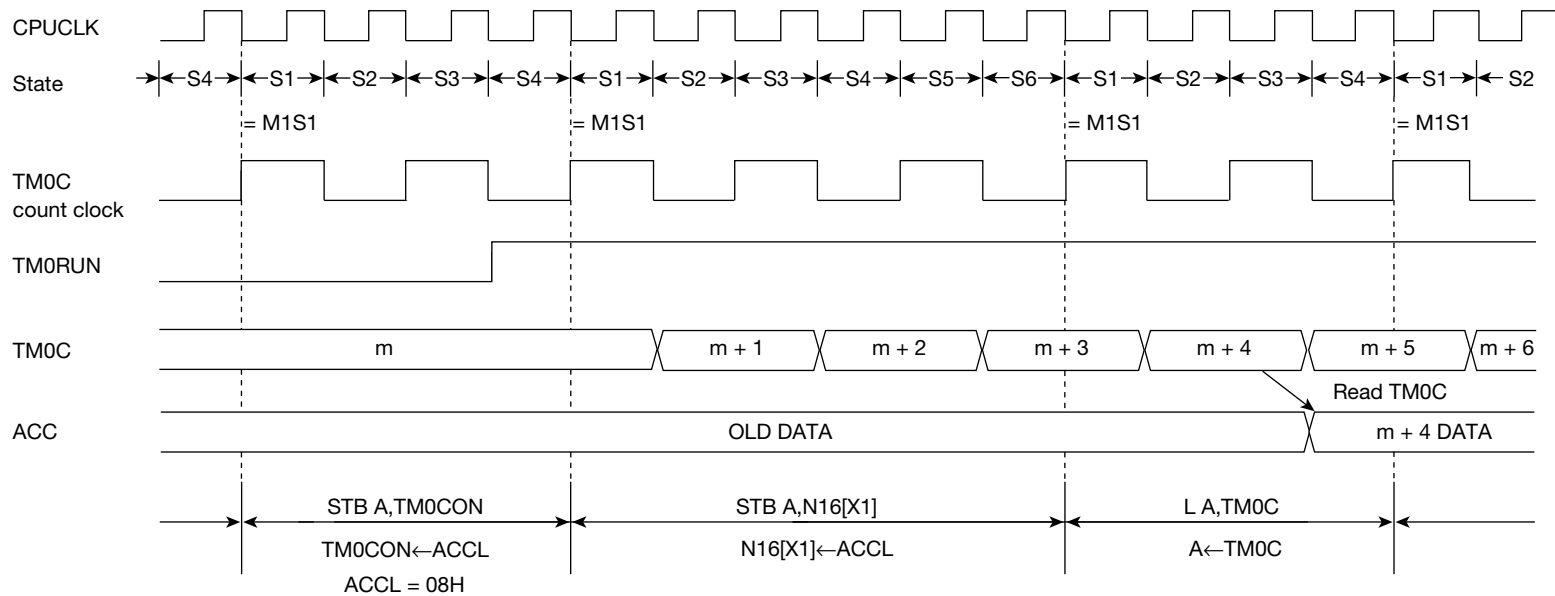 CPUCLK
State
S4 S1 S2 S3 S4 S1 S2 S3 S4 S5 S6 S1 S2 S3 S4 S1 S2
= M1S1 = M1S1 = M1S1 = M1S1
TM0C
count clock
TM0RUN
TM0C
m m + 1 m + 2 m + 3 m + 4 m + 5 m + 6
Read TM0C
ACC
OLD DATA m + 4 DATA
STB A,TM0CON STB A,N16[X1] L A,TM0C
TM0CON←ACCL N16[X1]←ACCL A←TM0C
ACCL = 08H